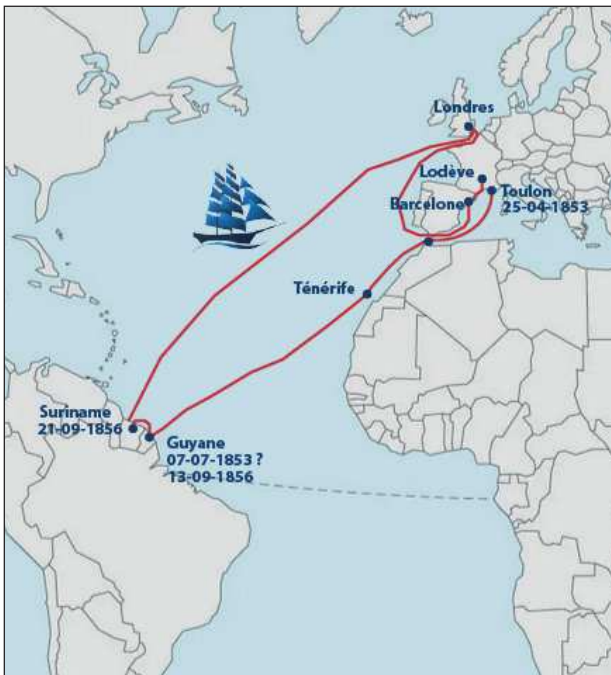 Londres
Lodève
Toulon
25-04-1853
Barcelone
Ténérife
Suriname
21-09-1856
Guyane
07-07-1853 ?
13-09-1856